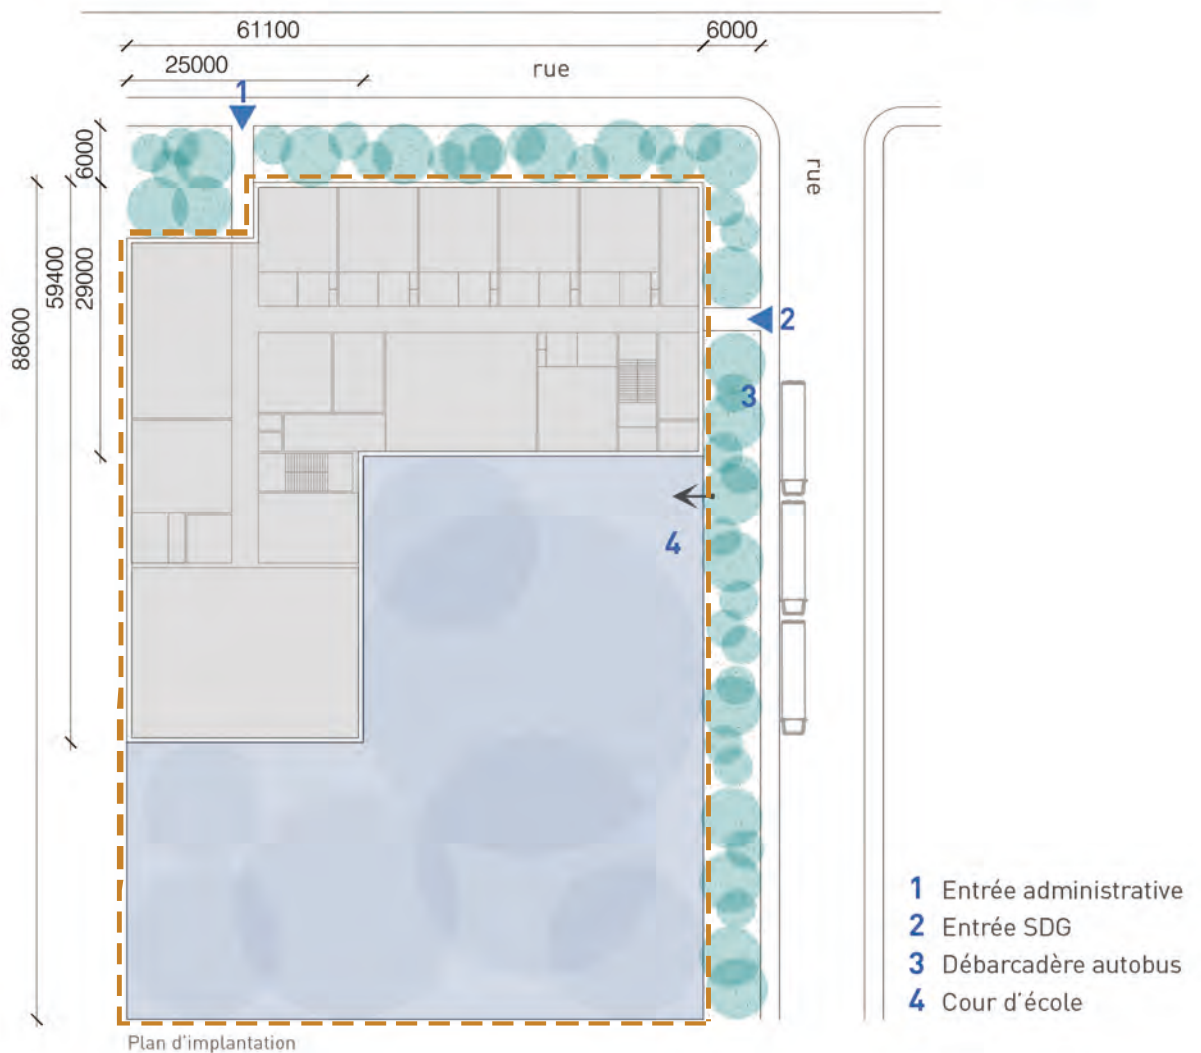 61100
6000
25000
rue
1
6000
rue
88600
59400
29000
2
3
4
1 Entrée administrative
2 Entrée SDG
3 Débarcadère autobus
4 Cour d'école
Plan d'implantation